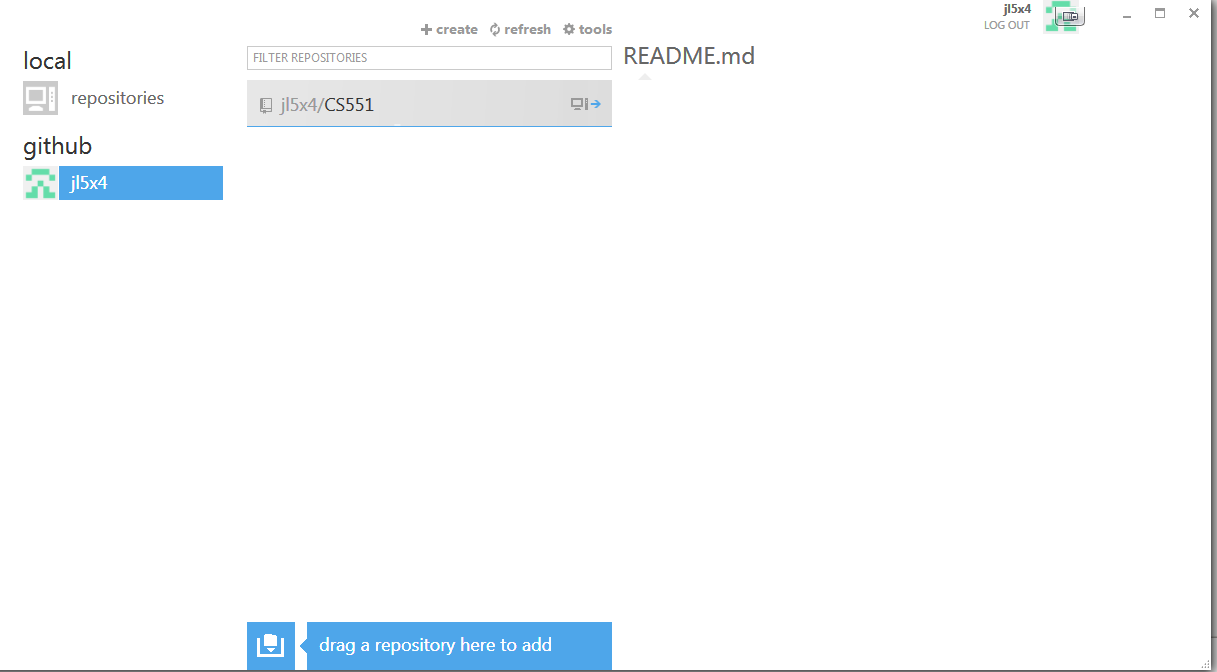 jl5x4
LOG OUT
create refresh tools
local
repositories
github
jl5x4
FILTER REPOSITORIES
jl5x4/CS551
README.md
drag a repository here to add